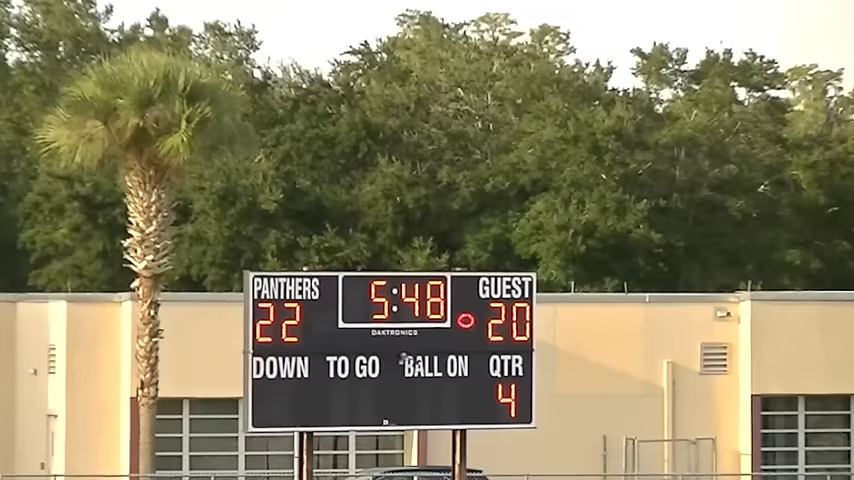 PANTHERS 5:48 GUEST
22 20
DAKTRONICS
DOWN TO GO BALL ON QTR
4